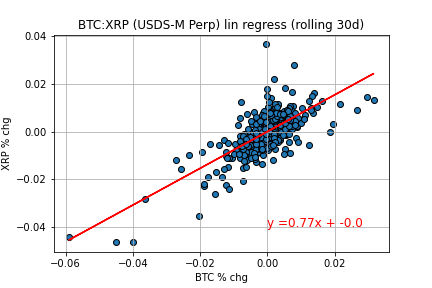 BTC:XRP (USDS-M Perp) lin regress (rolling 30d)
0.04
0.02
0.00
−0.02
−0.04
XRP % chg
y =0.77x + -0.0
−0.06
−0.04
−0.02
0.00
0.02
BTC % chg